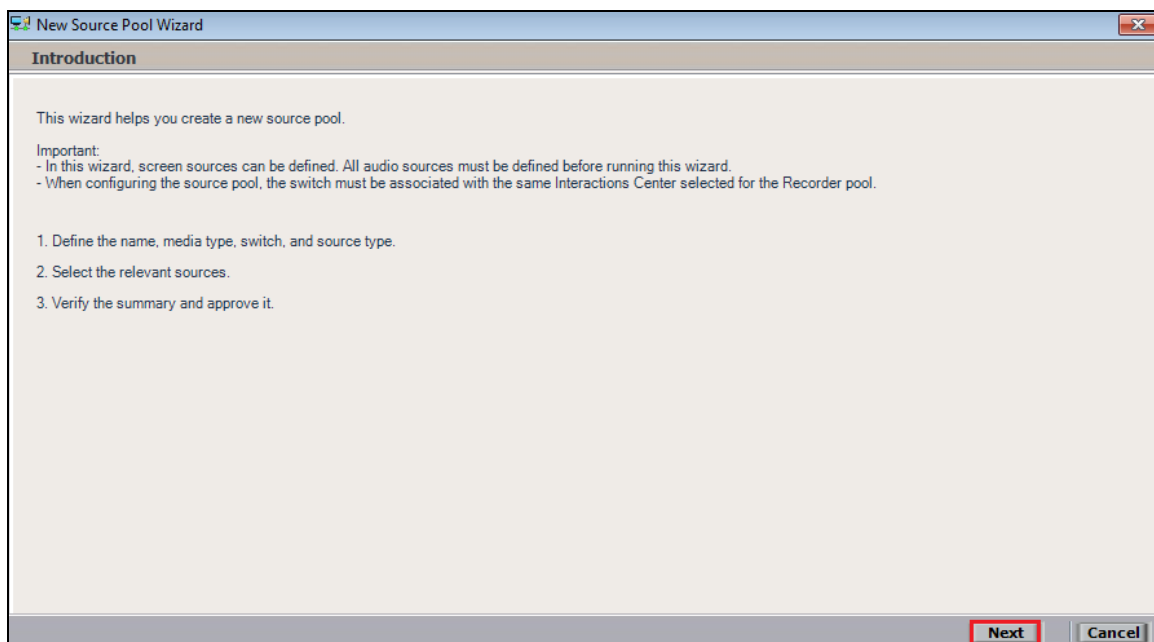 New Source Pool Wizard
Introduction
This wizard helps you create a new source pool.
Important:
- In this wizard, screen sources can be defined. All audio sources must be defined before running this wizard.
- When configuring the source pool, the switch must be associated with the same Interactions Center selected for the Recorder pool.
1. Define the name, media type, switch, and source type.
2. Select the relevant sources.
3. Verify the summary and approve it.
Next
Cancel